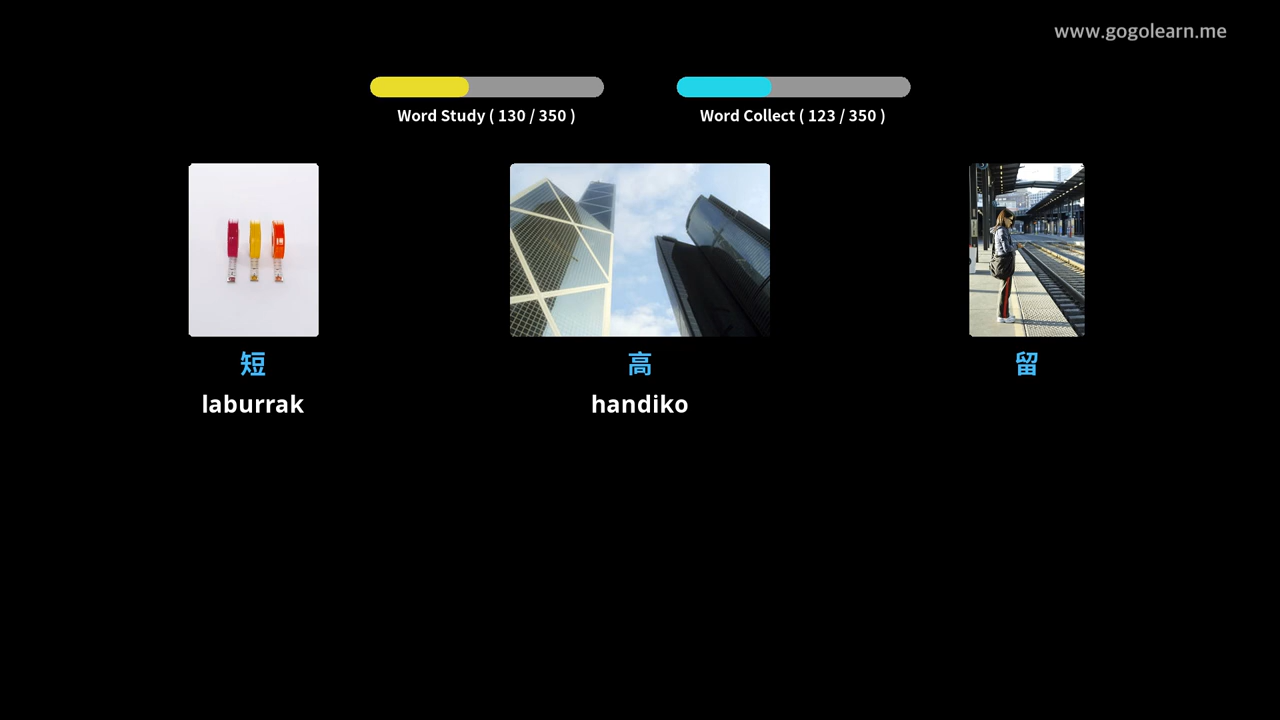 www.gogolearn.me
Word Study ( 130 / 350 )
Word Collect ( 123 / 350 )
短
高
留
laburrak
handiko